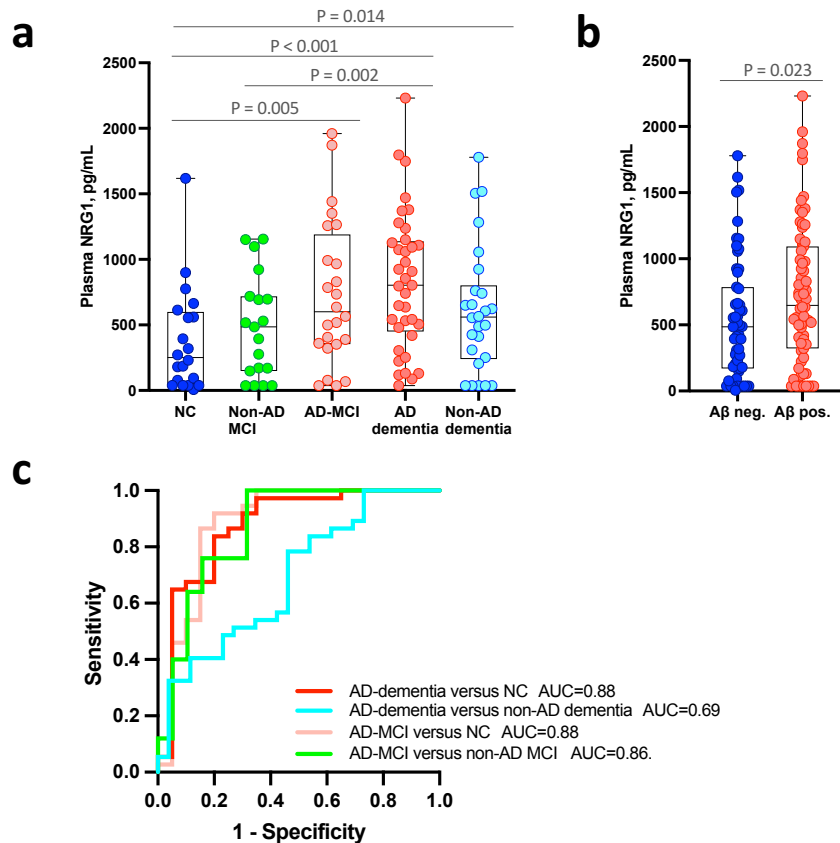 a
P = 0.014
P < 0.001
P = 0.002
P = 0.005
Plasma NRG1, pg/mL
2500
2000
1500
1000
500
0
NC
Non-AD
MCI
AD-MCI
AD
dementia
Non-AD
dementia
b
P = 0.023
Plasma NRG1, pg/mL
2500
2000
1500
1000
500
0
Aβ neg.
Aβ pos.
c
Sensitivity
1.0
0.8
0.6
0.4
0.2
0.0
AD-dementia versus NC AUC=0.88
AD-dementia versus non-AD dementia AUC=0.69
AD-MCI versus NC AUC=0.88
AD-MCI versus non-AD MCI AUC=0.86.
0.0 0.2 0.4 0.6 0.8 1.0
1 - Specificity